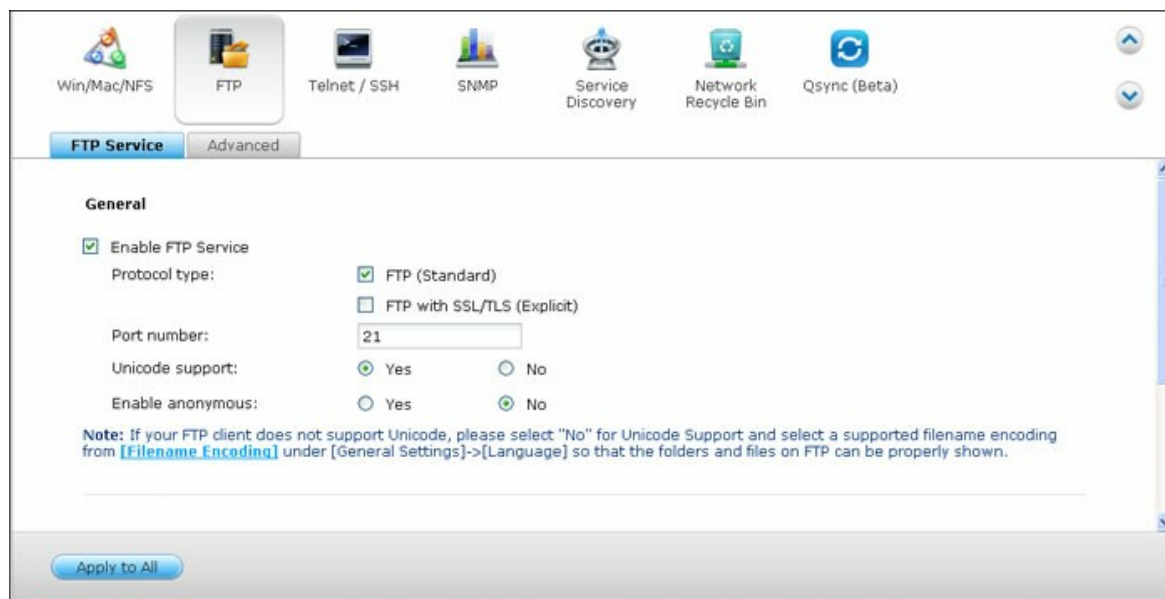 Win/Mac/NFS
FTP
Telnet / SSH
SNMP
Service
Discovery
Network
Recycle Bin
Qsync (Beta)
FTP Service
Advanced
General
Enable FTP Service
Protocol type:
FTP (Standard)
FTP with SSL/TLS (Explicit)
Port number:
21
Unicode support:
Yes
No
Enable anonymous:
Yes
No
Note: If your FTP client does not support Unicode, please select "No" for Unicode Support and select a supported filename encoding
from [Filename Encoding] under [General Settings]->[Language] so that the folders and files on FTP can be properly shown.
Apply to All